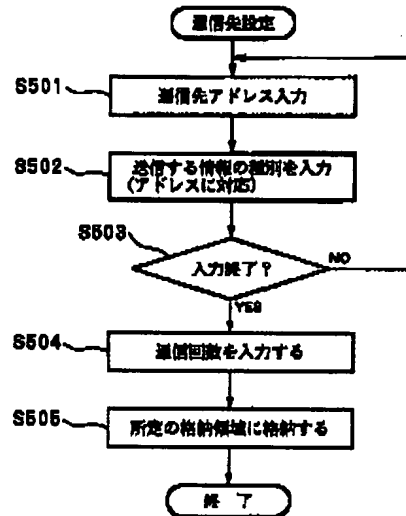 通信先設定
S501
通信先アドレス入力
S502
送信する情報の種別を入力
(アドレスに対応)
S503
入力終了?
NO
YES
S504
通信回数を入力する
S505
所定の格納領域に格納する
終 了